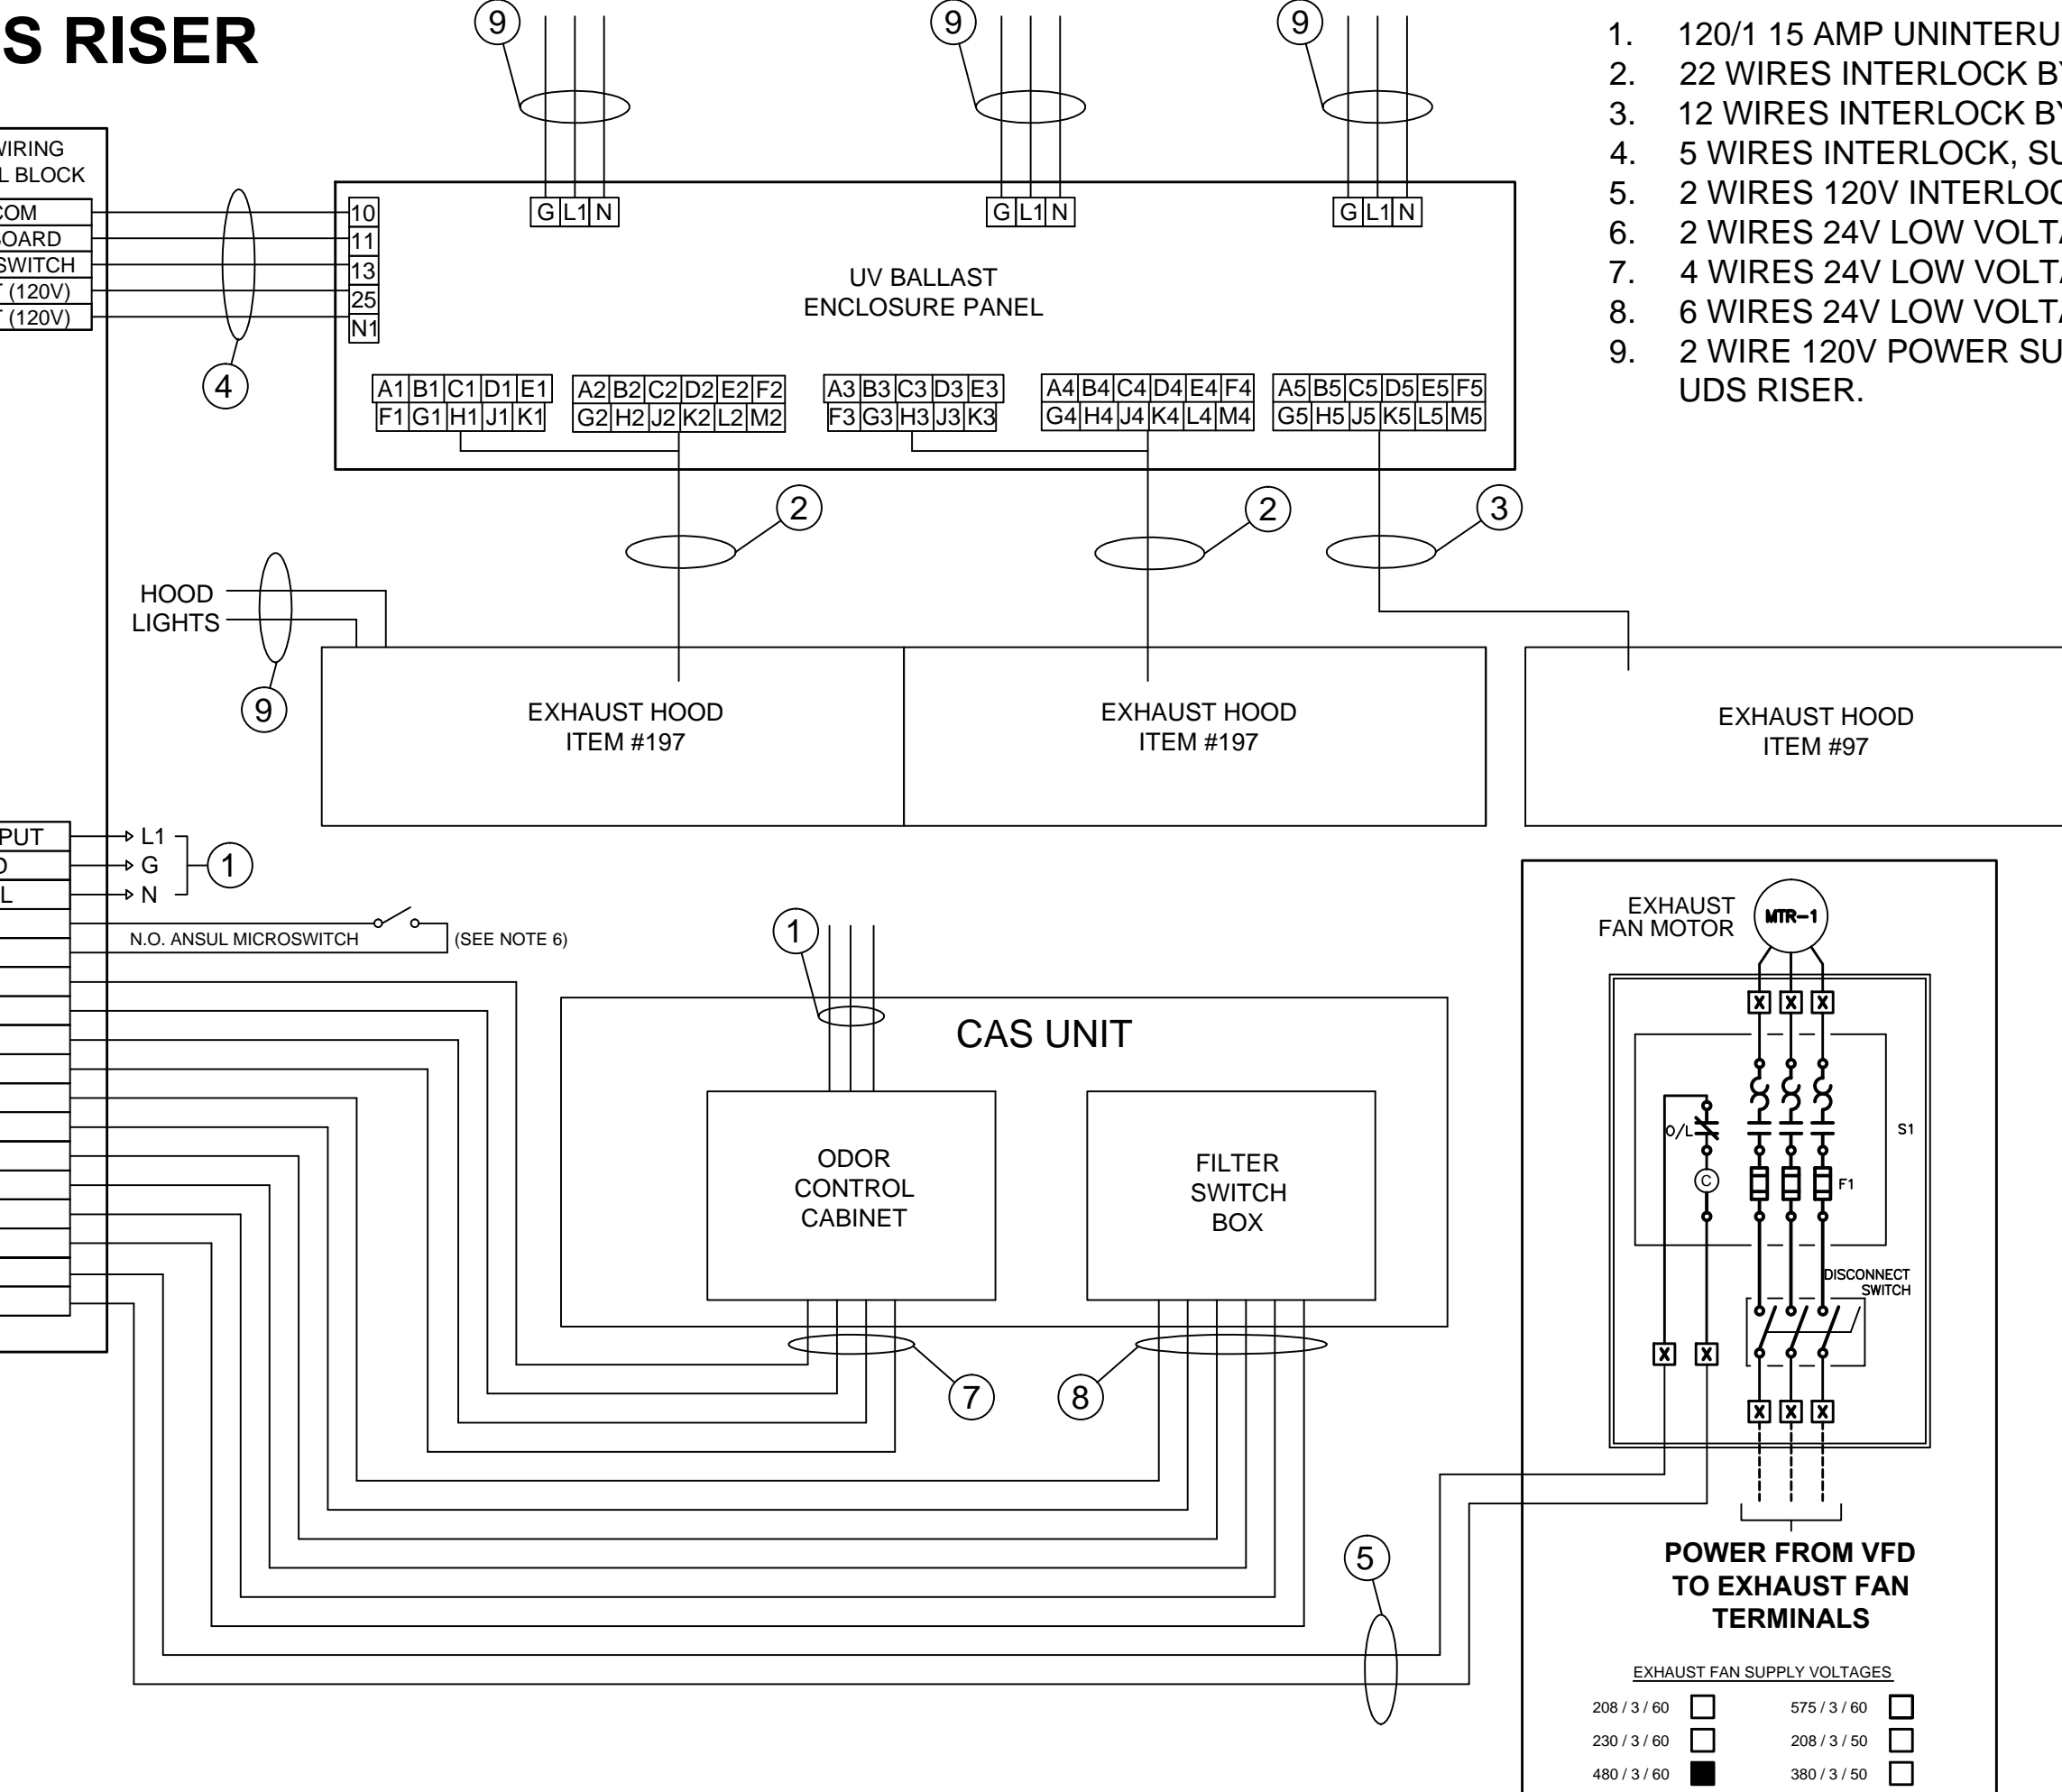 S RISER
9
9
9
1. 120/1 15 AMP UNINTERU
2. 22 WIRES INTERLOCK BY
3. 12 WIRES INTERLOCK BY
4. 5 WIRES INTERLOCK, SU
5. 2 WIRES 120V INTERLOC
6. 2 WIRES 24V LOW VOLTA
7. 4 WIRES 24V LOW VOLTA
8. 6 WIRES 24V LOW VOLTA
9. 2 WIRE 120V POWER SU
UDS RISER.
WIRING
L BLOCK
COM
BOARD
SWITCH
T (120V)
T (120V)
4
10
11
13
25
N1
G L1 N
G L1 N
G L1 N
UV BALLAST
ENCLOSURE PANEL
A1 B1 C1 D1 E1
F1 G1 H1 J1 K1
A2 B2 C2 D2 E2 F2
G2 H2 J2 K2 L2 M2
A3 B3 C3 D3 E3
F3 G3 H3 J3 K3
A4 B4 C4 D4 E4 F4
G4 H4 J4 K4 L4 M4
A5 B5 C5 D5 E5 F5
G5 H5 J5 K5 L5 M5
2
2
3
HOOD
LIGHTS
9
EXHAUST HOOD
ITEM #197
EXHAUST HOOD
ITEM #197
EXHAUST HOOD
ITEM #97
PUT
D
L
L1
G
N
1
N.O. ANSUL MICROSWITCH
(SEE NOTE 6)
1
CAS UNIT
ODOR
CONTROL
CABINET
FILTER
SWITCH
BOX
7
8
5
EXHAUST
FAN MOTOR
MTR-1
X X X
O/L
C
S1
F1
DISCONNECT
SWITCH
X X
X X X
POWER FROM VFD
TO EXHAUST FAN
TERMINALS
EXHAUST FAN SUPPLY VOLTAGES
208 / 3 / 60
575 / 3 / 60
230 / 3 / 60
208 / 3 / 50
480 / 3 / 60
380 / 3 / 50